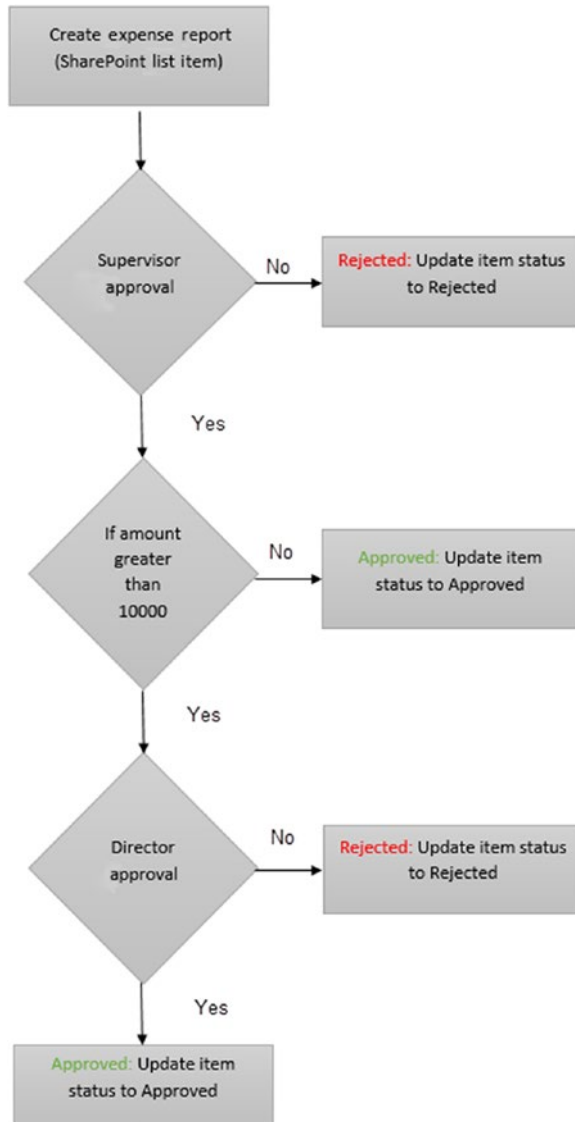 Create expense report
(SharePoint list item)
Supervisor
approval
No
Rejected: Update item status
to Rejected
Yes
If amount
greater
than
10000
No
Approved: Update item
status to Approved
Yes
Director
approval
No
Rejected: Update item status
to Rejected
Yes
Approved: Update item
status to Approved